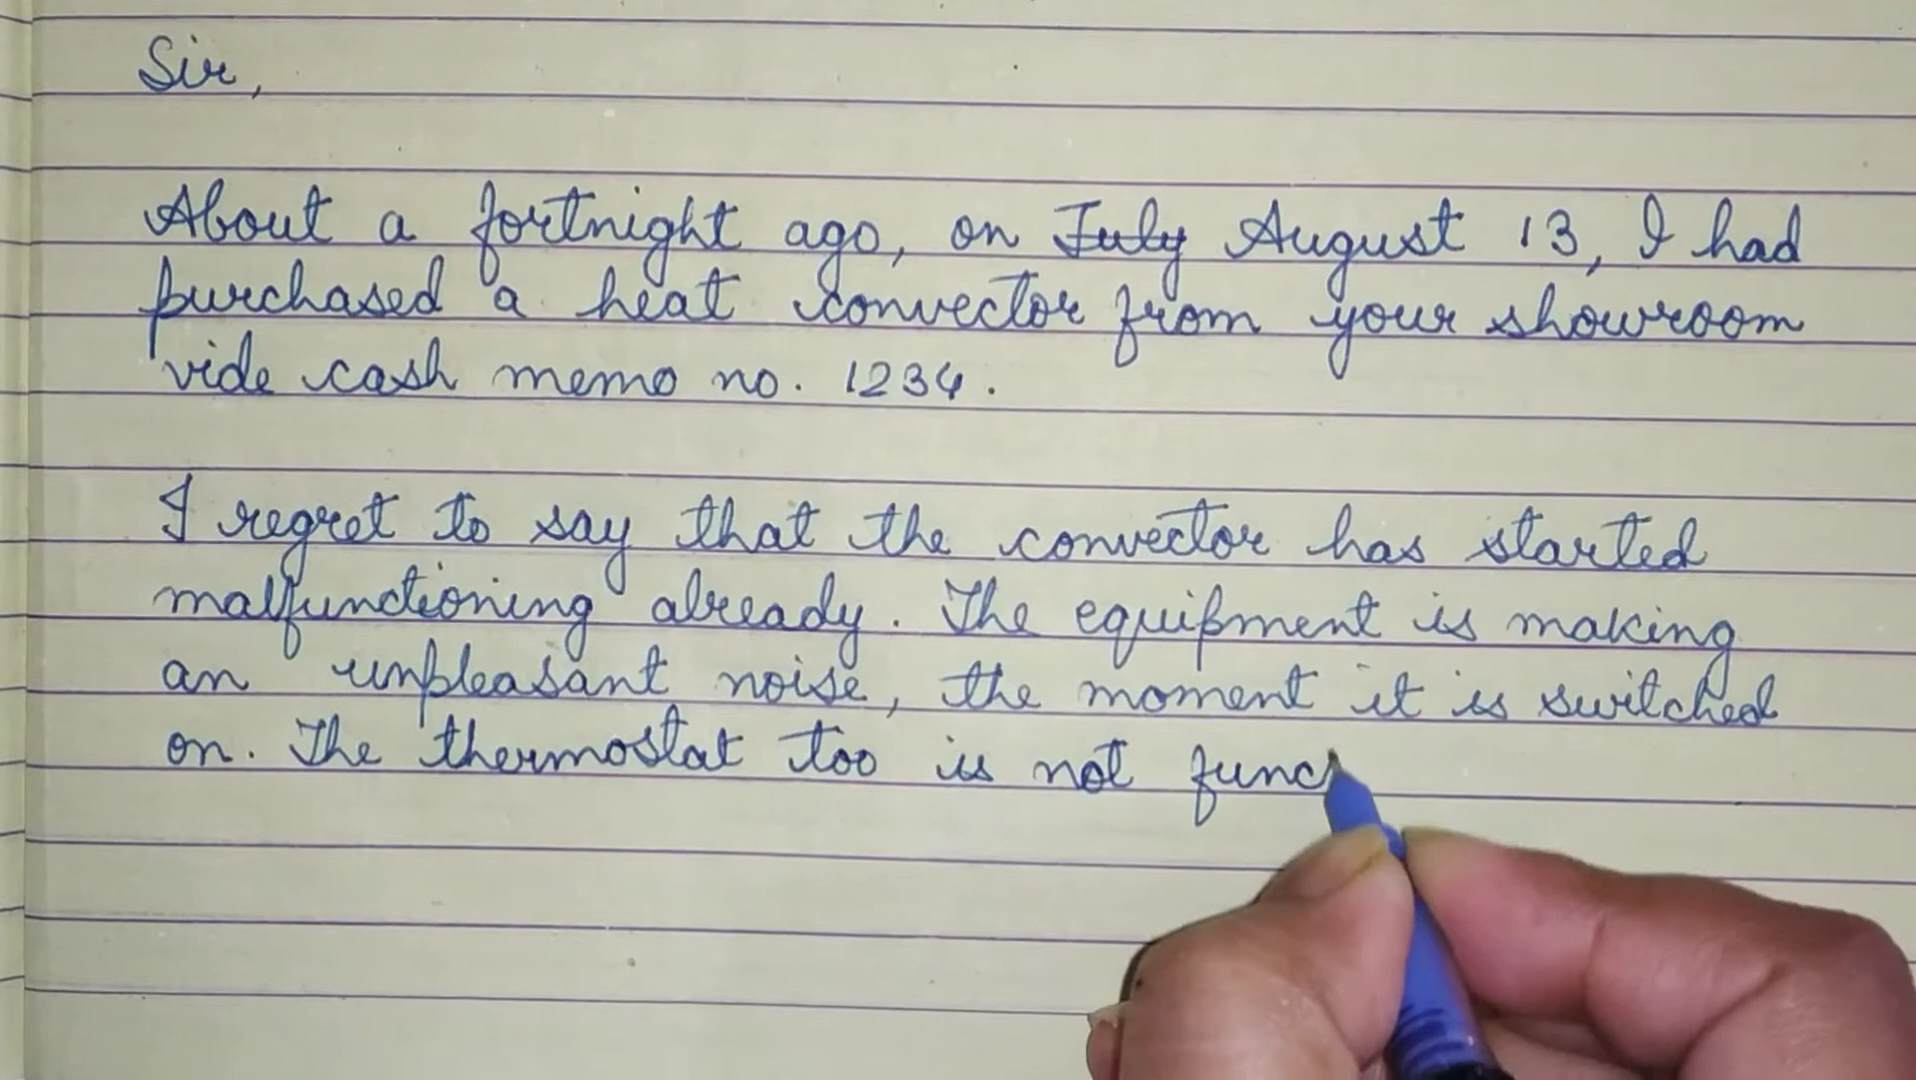 Sir,
About a fortnight ago, on July August 13, I had
purchased a heat convector from your showroom
vide cash memo no. 1234.
I regret to say that the convector has started
malfunctioning already. The equipment is making
an unpleasant noise, the moment it is switched
on. The thermostat too is not func